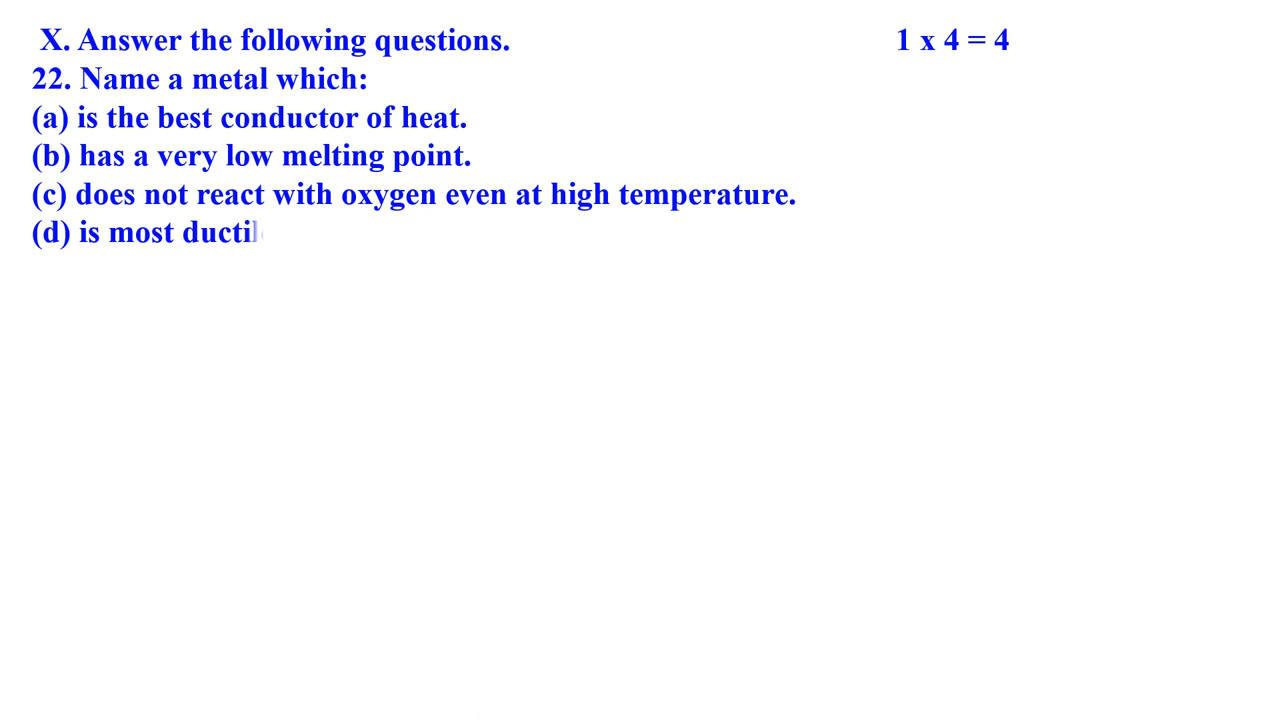 X. Answer the following questions. 1 x 4 = 4
22. Name a metal which:
(a) is the best conductor of heat.
(b) has a very low melting point.
(c) does not react with oxygen even at high temperature.
(d) is most ductil